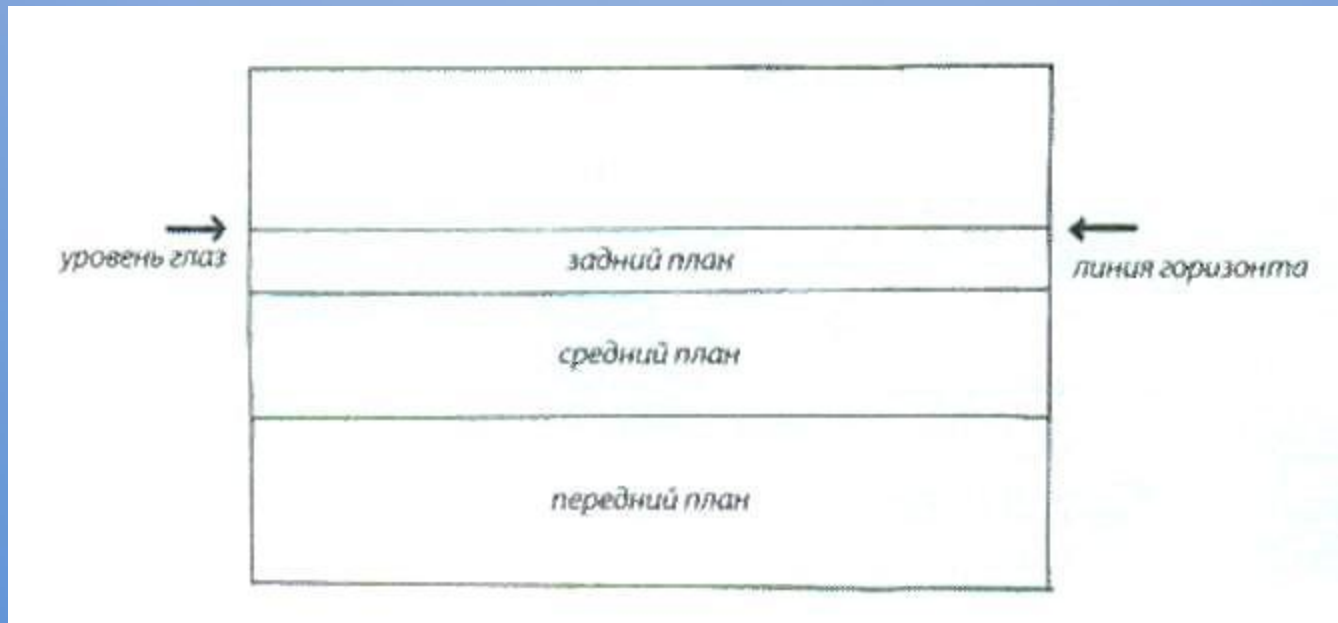 уровень глаз
задний план
линия горизонта
средний план
передний план